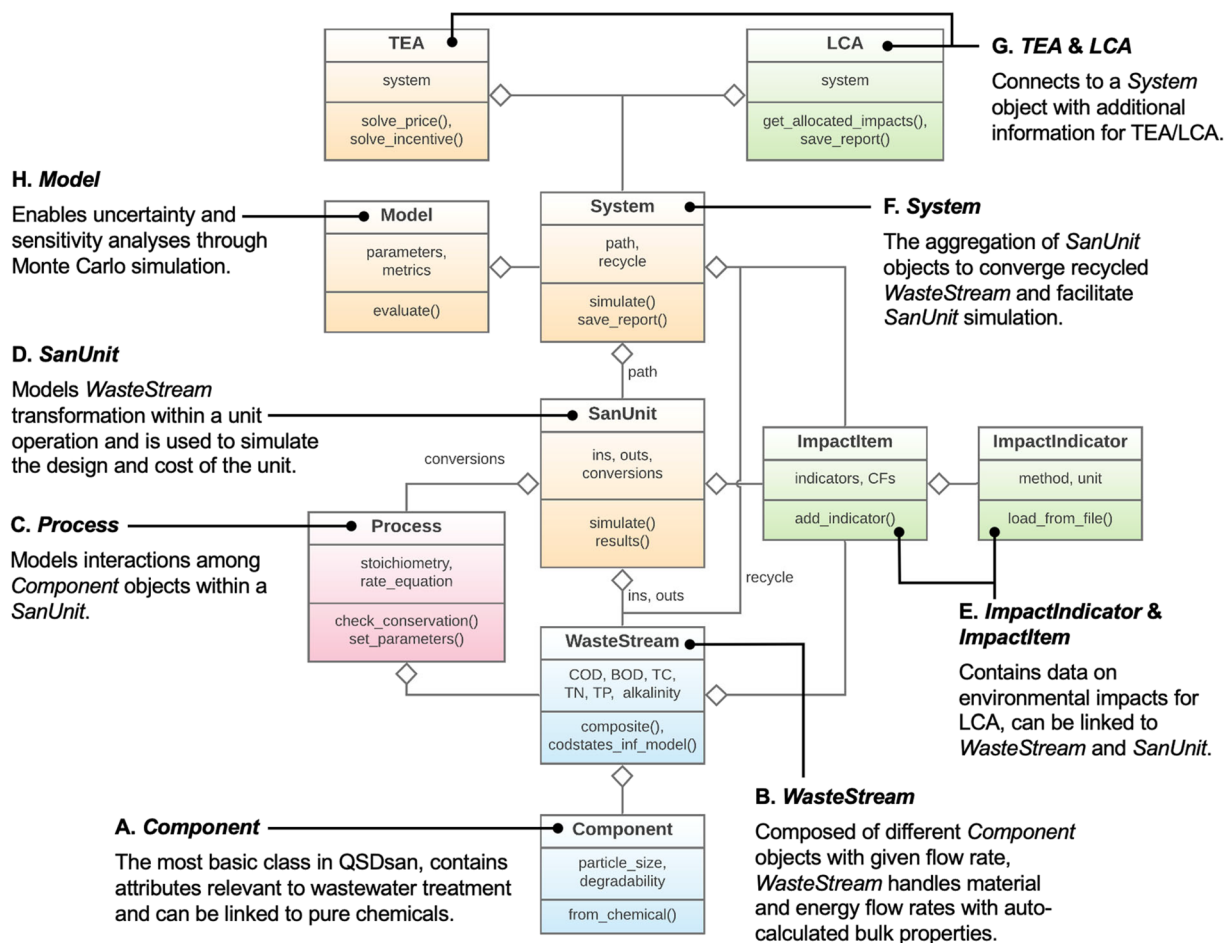 TEA
system
solve_price(),
solve_incentive()
LCA
system
get_allocated_impacts(),
save_report()
G. TEA & LCA
Connects to a System
object with additional
information for TEA/LCA.
H. Model
Enables uncertainty and
sensitivity analyses through
Monte Carlo simulation.
Model
parameters,
metrics
evaluate()
System
path,
recycle
simulate()
save_report()
F. System
The aggregation of SanUnit
objects to converge recycled
WasteStream and facilitate
SanUnit simulation.
path
D. SanUnit
Models WasteStream
transformation within a unit
operation and is used to simulate
the design and cost of the unit.
SanUnit
ins, outs,
conversions
simulate()
results()
conversions
ImpactItem
indicators, CFs
add_indicator()
ImpactIndicator
method, unit
load_from_file()
C. Process
Models interactions among
Component objects within a
SanUnit.
Process
stoichiometry,
rate_equation
check_conservation()
set_parameters()
ins, outs
recycle
E. ImpactIndicator &
ImpactItem
Contains data on
environmental impacts for
LCA, can be linked to
WasteStream and SanUnit.
WasteStream
COD, BOD, TC,
TN, TP, alkalinity
composite(),
codstates_inf_model()
B. WasteStream
Composed of different Component
objects with given flow rate,
WasteStream handles material
and energy flow rates with auto-
calculated bulk properties.
A. Component
The most basic class in QSDsan, contains
attributes relevant to wastewater treatment
and can be linked to pure chemicals.
Component
particle_size,
degradability
from_chemical()